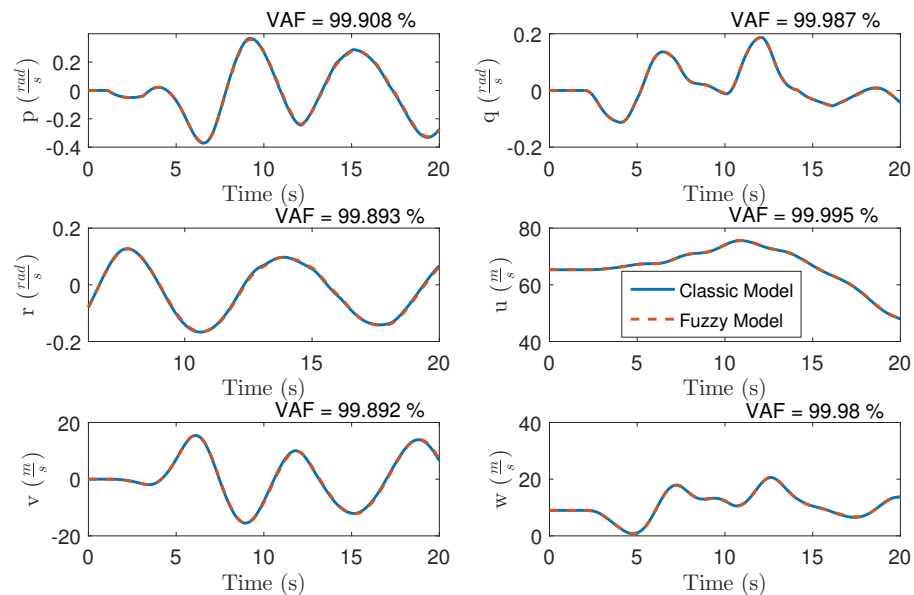 VAF = 99.908 %
p (rad/s)
0.2
0
-0.2
-0.4
0 5 10 15 20
Time (s)
VAF = 99.987 %
q (rad/s)
0.2
0
-0.2
0 5 10 15 20
Time (s)
VAF = 99.893 %
r (rad/s)
0.2
0
-0.2
10 15 20
Time (s)
VAF = 99.995 %
u (m/s)
80
60
40
Classic Model
Fuzzy Model
0 5 10 15 20
Time (s)
VAF = 99.892 %
v (m/s)
20
0
-20
0 5 10 15 20
Time (s)
VAF = 99.98 %
w (m/s)
40
20
0
0 5 10 15 20
Time (s)